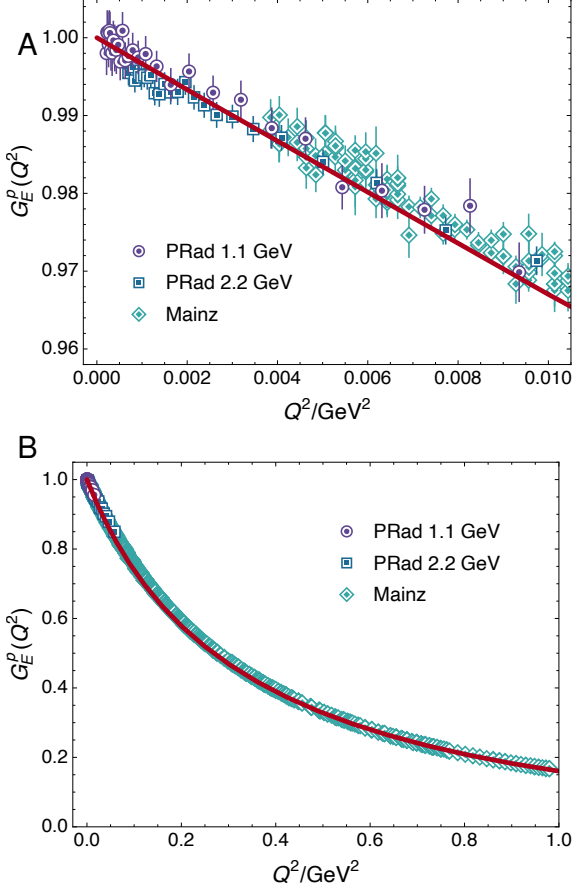 A
1.00
0.99
0.98
0.97
0.96
G_E^p(Q^2)
PRad 1.1 GeV
PRad 2.2 GeV
Mainz
0.000 0.002 0.004 0.006 0.008 0.010
Q^2/GeV^2
B
1.0
0.8
0.6
0.4
0.2
0.0
G_E^p(Q^2)
PRad 1.1 GeV
PRad 2.2 GeV
Mainz
0.0 0.2 0.4 0.6 0.8 1.0
Q^2/GeV^2